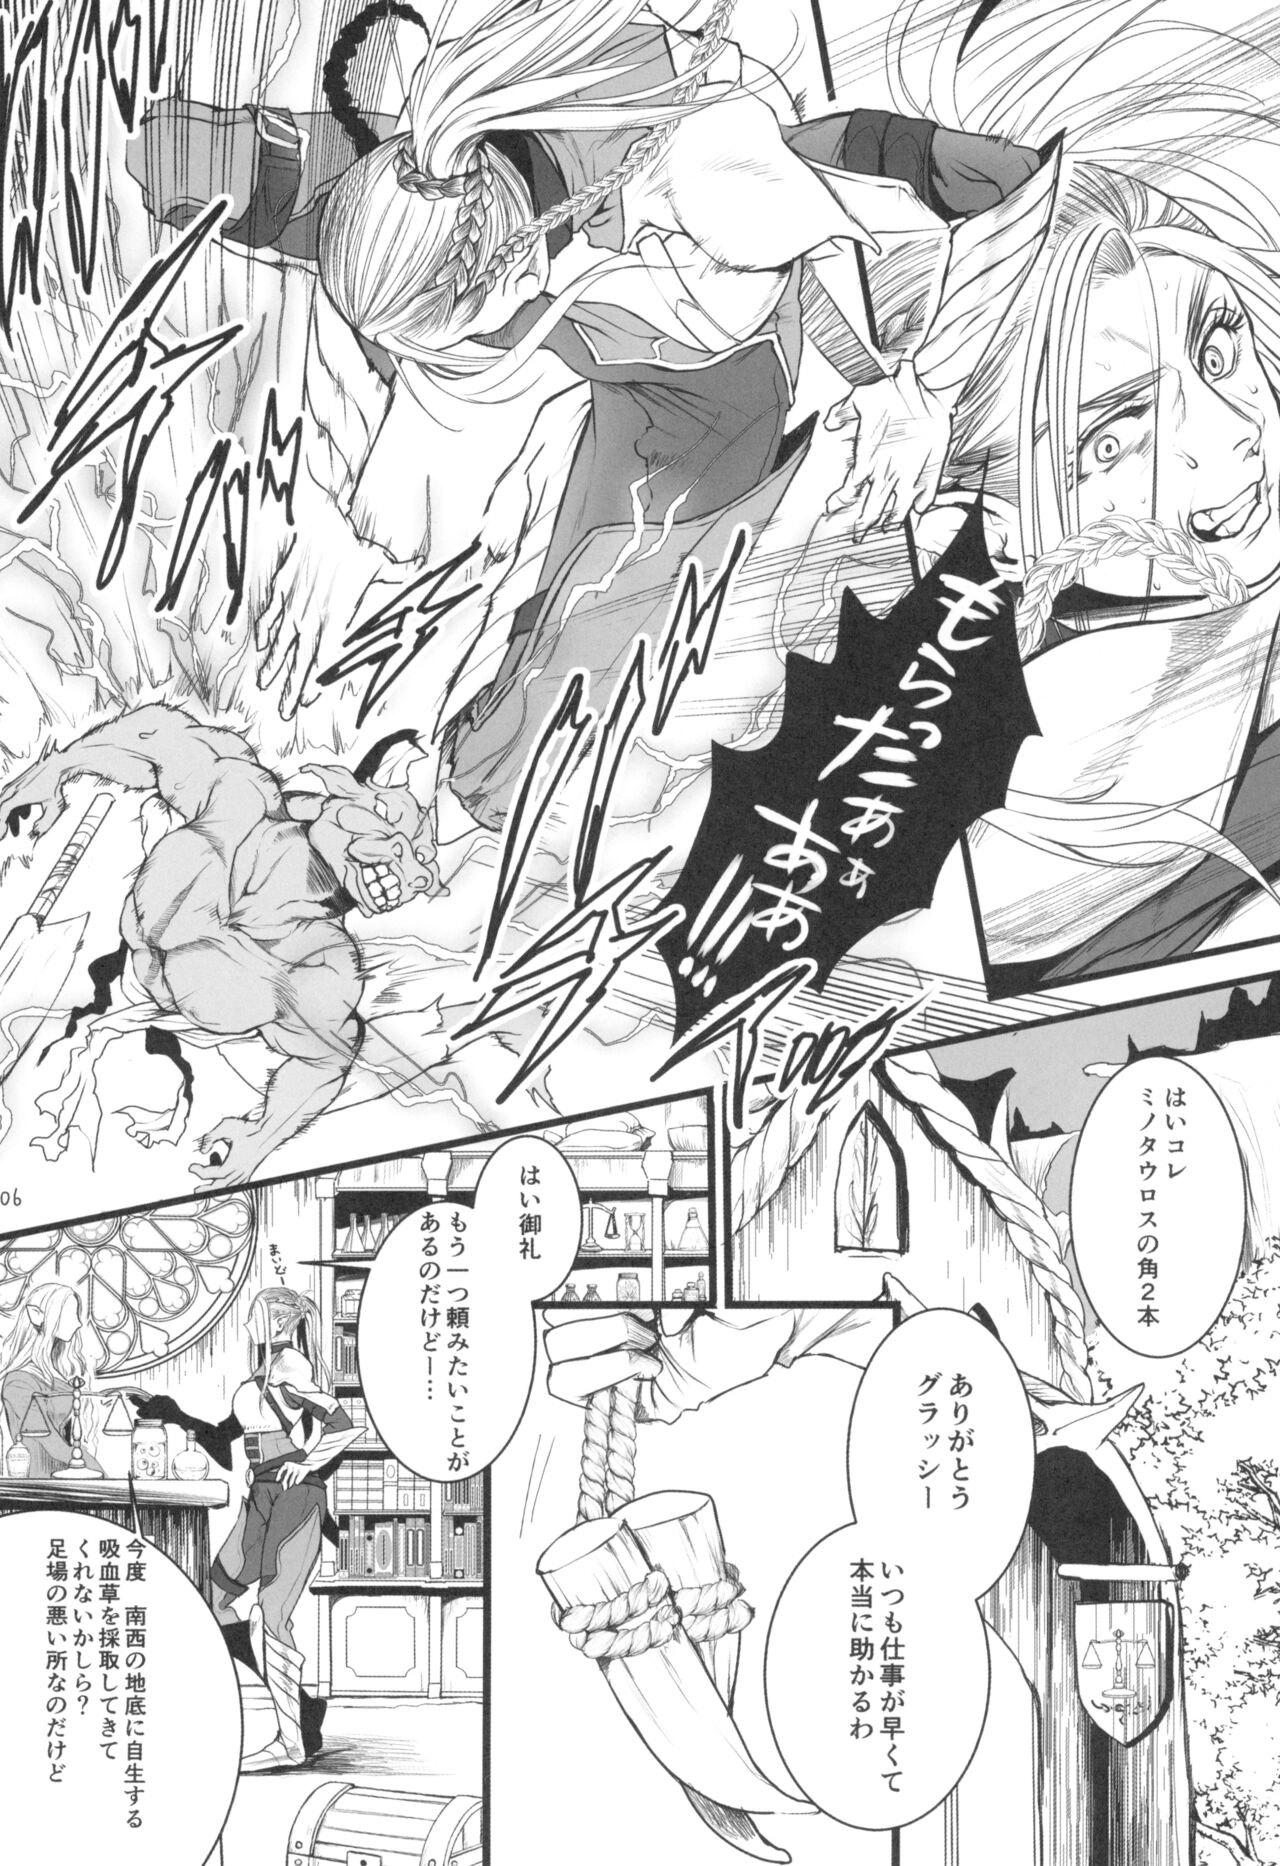 もらったぁぁぁ
ああ!!!
はいコレ
ミノタウロスの角2本
ありがとう
グラッシー
いつも仕事が早くて
本当に助かるわ
はい御礼
もう一つ頼みたいことが
あるのだけどー…
まいどー
今度　南西の地底に自生する
吸血草を採取してきて
くれないかしら?
足場の悪い所なのだけど
06